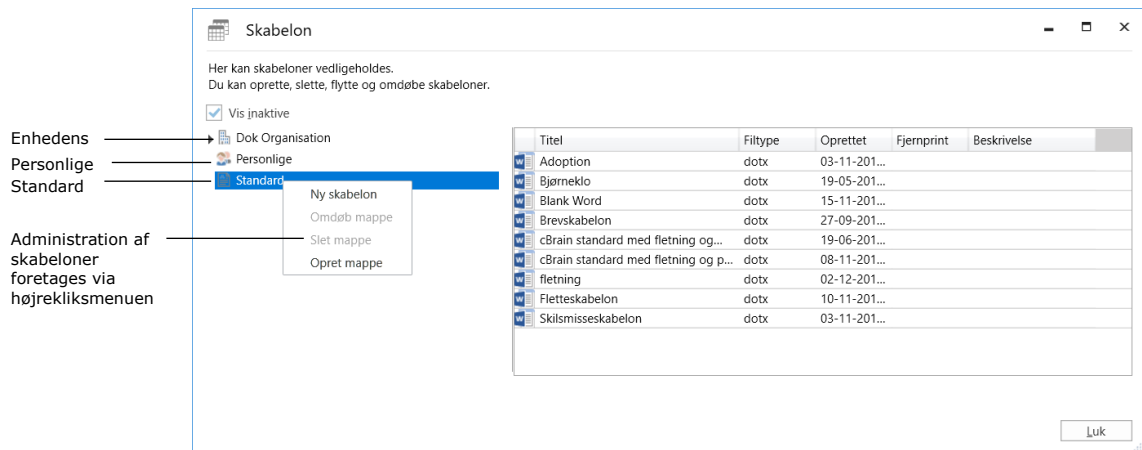 Skabelon
Her kan skabeloner vedligeholdes.
Du kan oprette, slette, flytte og omdøbe skabeloner.
Vis inaktive
Enhedens
Personlige
Standard
Administration af
skabeloner
foretages via
højrekliksmenuen
Dok Organisation
Personlige
Standard
Ny skabelon
Omdøb mappe
Slet mappe
Opret mappe
Titel Filtype Oprettet Fjernprint Beskrivelse
Adoption dotx 03-11-201...
Bjørneklo dotx 19-05-201...
Blank Word dotx 15-11-201...
Brevskabelon dotx 27-09-201...
cBrain standard med fletning og... dotx 19-06-201...
cBrain standard med fletning og p... dotx 08-11-201...
fletning dotx 02-12-201...
Fletteskabelon dotx 10-11-201...
Skilsmisseskabelon dotx 03-11-201...
Luk